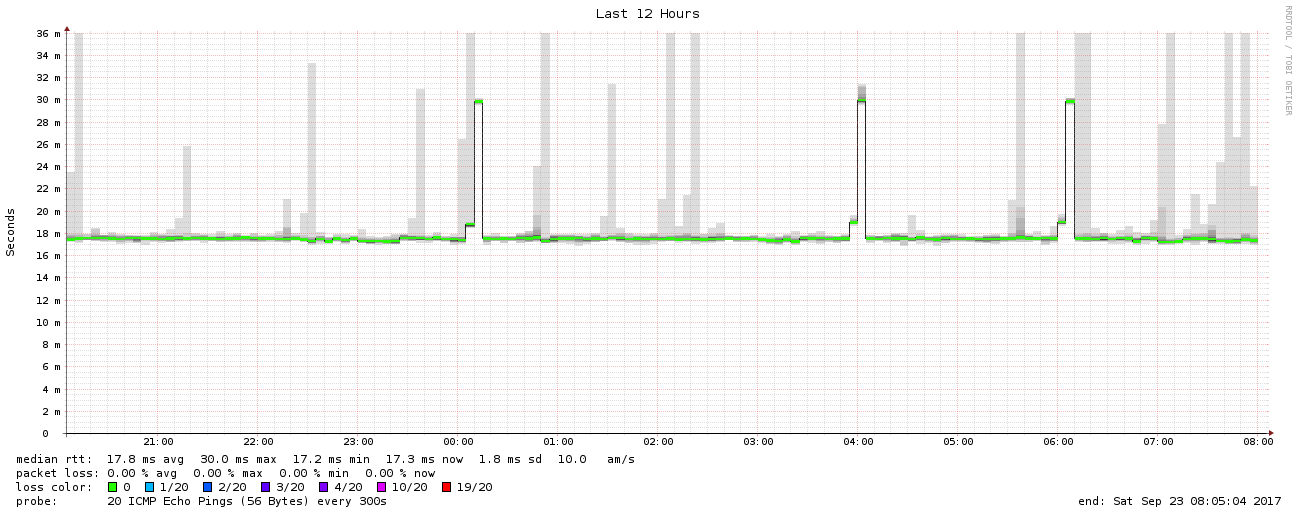 Last 12 Hours
RRDTOOL / TOBI OETIKER
Seconds
36 m
34 m
32 m
30 m
28 m
26 m
24 m
22 m
20 m
18 m
16 m
14 m
12 m
10 m
8 m
6 m
4 m
2 m
0
21:00 22:00 23:00 00:00 01:00 02:00 03:00 04:00 05:00 06:00 07:00 08:00
median rtt: 17.8 ms avg 30.0 ms max 17.2 ms min 17.3 ms now 1.8 ms sd 10.0 am/s
packet loss: 0.00 % avg 0.00 % max 0.00 % min 0.00 % now
loss color: 0 1/20 2/20 3/20 4/20 10/20 19/20
probe: 20 ICMP Echo Pings (56 Bytes) every 300s end: Sat Sep 23 08:05:04 2017